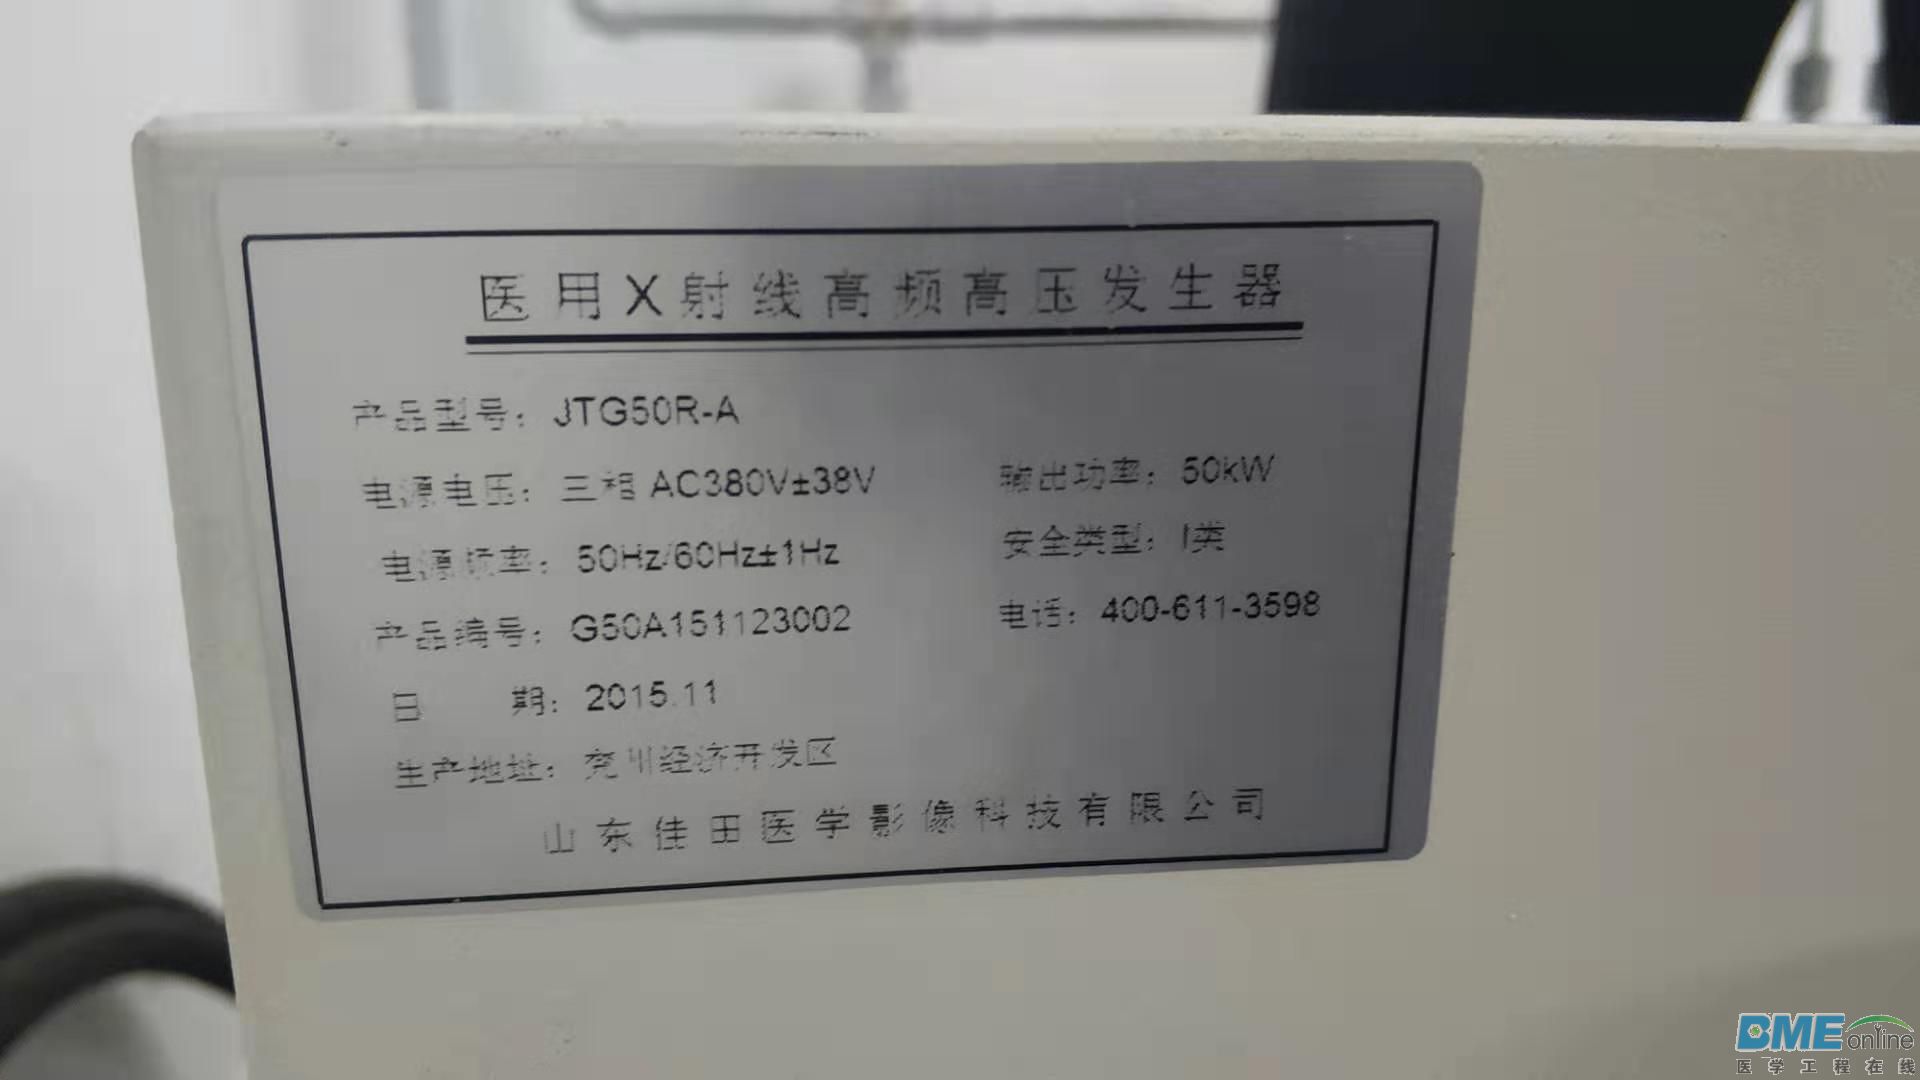 医用X射线高频高压发生器
产品型号：JTG50R-A
电源电压：三相 AC380V±38V 输出功率：50kW
电源频率：50Hz/60Hz±1Hz 安全类型：I类
产品编号：G50A151123002 电话：400-611-3598
日 期：2015.11
生产地址：兖州经济开发区
山东佳田医学影像科技有限公司
BME online
医学工程在线